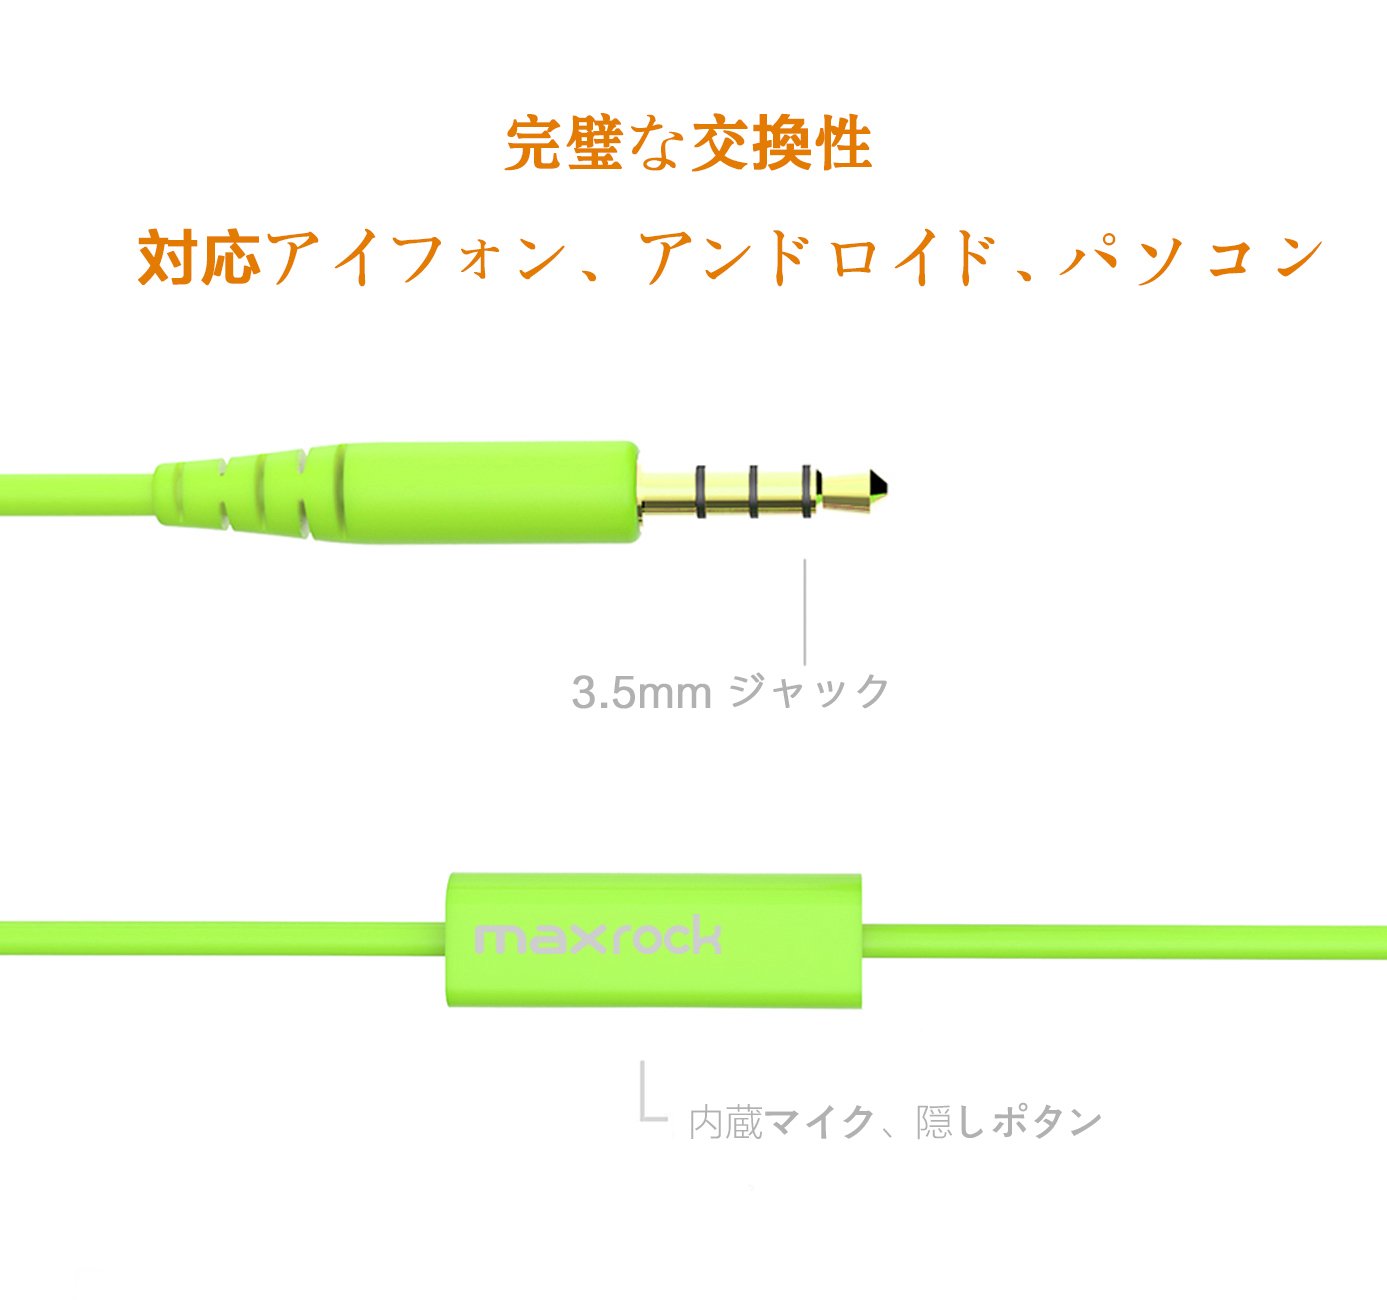 完璧な交換性
対応アイフォン、アンドロイド、パソコン
3.5mm ジャック
maxrock
内蔵マイク、隠しポタン